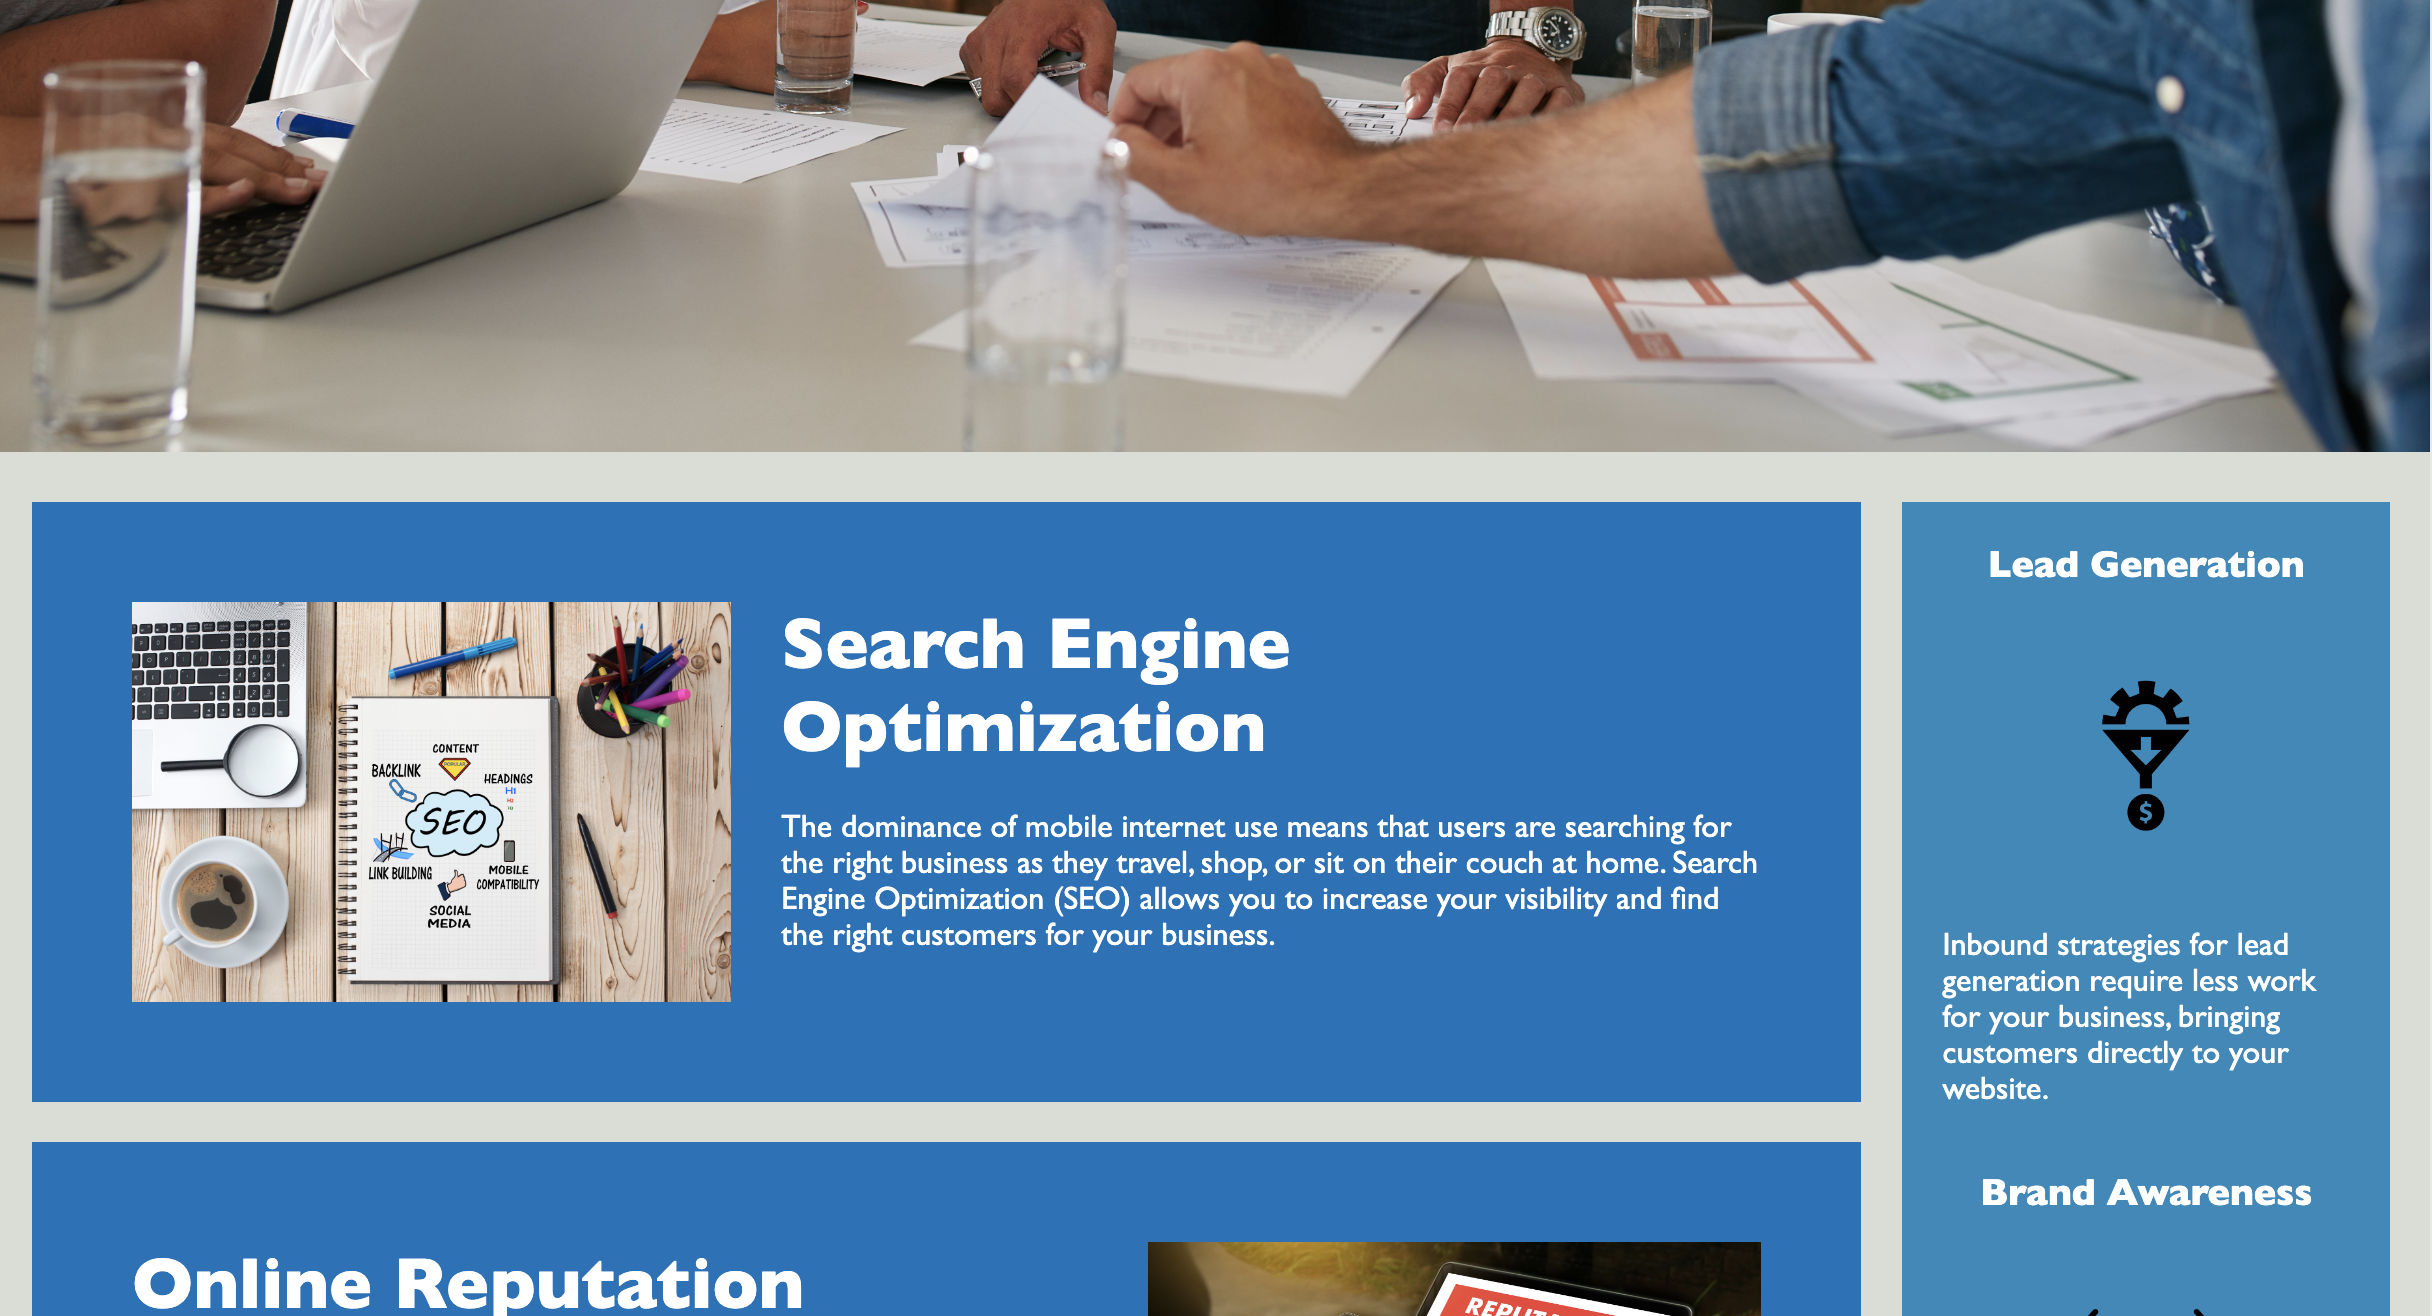 Search Engine
Optimization
The dominance of mobile internet use means that users are searching for
the right business as they travel, shop, or sit on their couch at home. Search
Engine Optimization (SEO) allows you to increase your visibility and find
the right customers for your business.
CONTENT
POPULAR
BACKLINK
HEADINGS
H1
H2
H3
SEO
LINK BUILDING
MOBILE
COMPATIBILITY
SOCIAL
MEDIA
Online Reputation
Lead Generation
$
Inbound strategies for lead
generation require less work
for your business, bringing
customers directly to your
website.
Brand Awareness